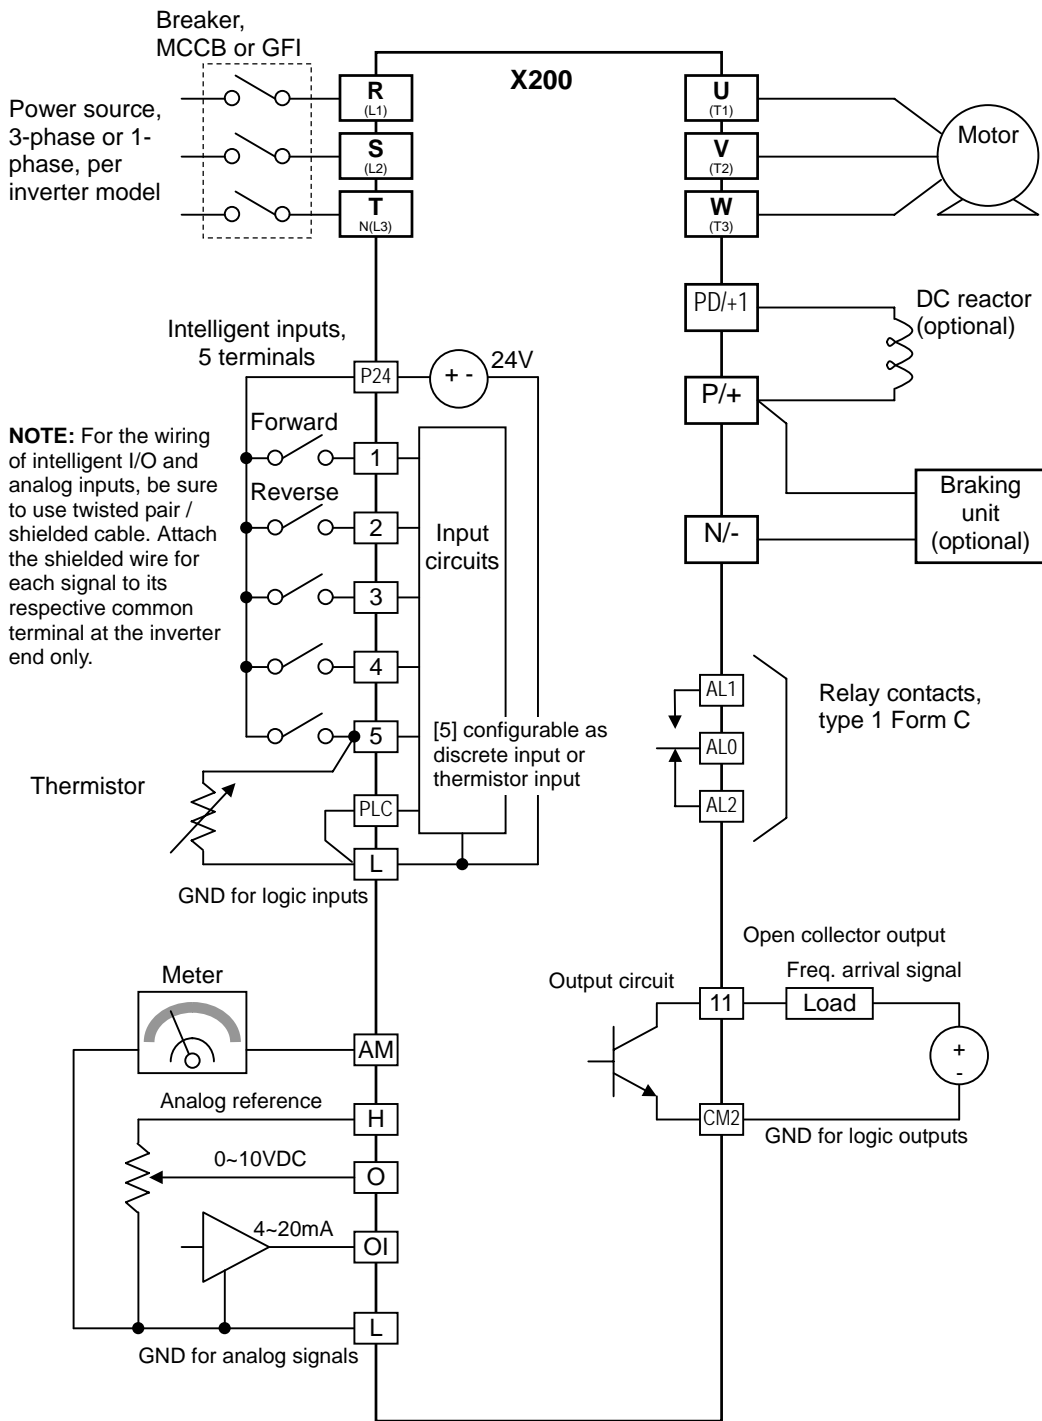 Breaker,
MCCB or GFI
X200
Power source,
3-phase or 1-
phase, per
inverter model
R
(L1)
S
(L2)
T
N(L3)
U
(T1)
V
(T2)
W
(T3)
Motor
PD/+1
DC reactor
(optional)
P/+
Braking
unit
(optional)
N/-
Intelligent inputs,
5 terminals
P24
+ -
24V
NOTE: For the wiring
of intelligent I/O and
analog inputs, be sure
to use twisted pair /
shielded cable. Attach
the shielded wire for
each signal to its
respective common
terminal at the inverter
end only.
Forward
1
Reverse
2
3
4
5
Input
circuits
[5] configurable as
discrete input or
thermistor input
Thermistor
PLC
L
GND for logic inputs
AL1
AL0
AL2
Relay contacts,
type 1 Form C
Open collector output
Output circuit
Freq. arrival signal
11
Load
+
-
CM2
GND for logic outputs
Meter
AM
Analog reference
H
0~10VDC
O
4~20mA
OI
L
GND for analog signals